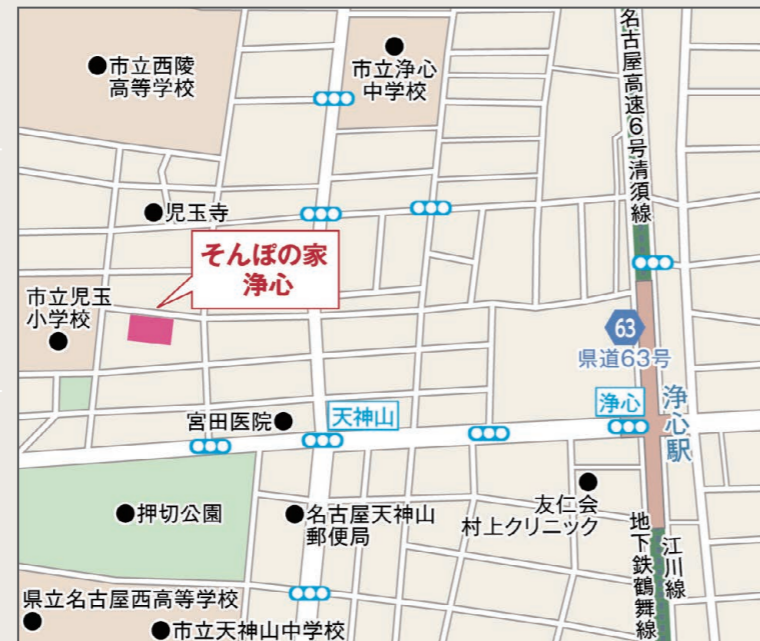 市立西陵
高等学校
市立浄心
中学校
名古屋高速6号清須線
児玉寺
そんぽの家
浄心
市立児玉
小学校
63
県道63号
宮田医院
天神山
浄心
浄心駅
押切公園
名古屋天神山
郵便局
友仁会
村上クリニック
地下鉄鶴舞線
江川線
県立名古屋西高等学校
市立天神山中学校